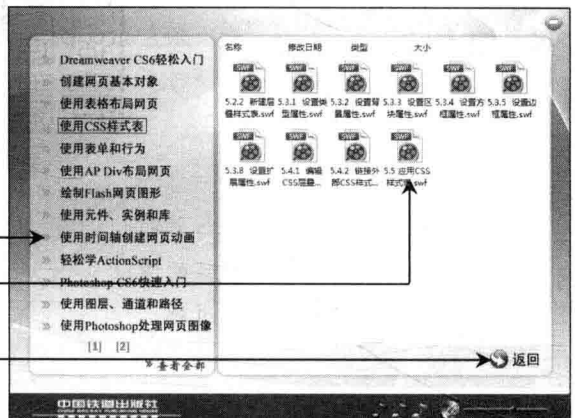 Dreamweaver CS6轻松入门
创建网页基本对象
使用表格布局网页
使用CSS样式表
使用表单和行为
使用AP Div布局网页
绘制Flash网页图形
使用元件、实例和库
使用时间轴创建网页动画
轻松学ActionScript
Photoshop CS6快速入门
使用图层、通道和路径
使用Photoshop处理网页图像
[1] [2]
查看全部
名称 修改日期 类型 大小
SWF SWF SWF SWF SWF SWF
5.2.2 新建层叠样式表.swf
5.3.1 设置类型属性.swf
5.3.2 设置背景属性.swf
5.3.3 设置区块属性.swf
5.3.4 设置方框属性.swf
5.3.5 设置边框属性.swf
SWF SWF SWF SWF
5.3.8 设置扩展属性.swf
5.4.1 编辑CSS层叠...
5.4.2 链接外部CSS样式...
5.5 应用CSS样式表.swf
返回
中国铁道出版社